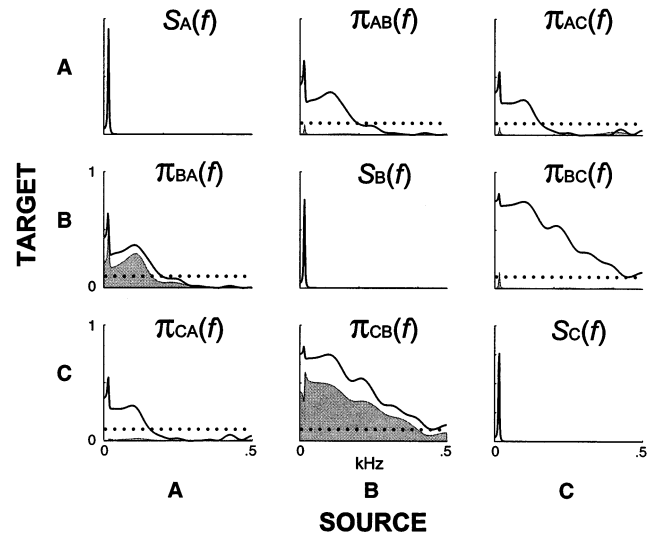 SA(f)
πAB(f)
πAC(f)
A
1
πBA(f)
SB(f)
πBC(f)
TARGET
B
0
1
πCA(f)
πCB(f)
SC(f)
C
0
0 .5
0 .5
0 .5
kHz
A B C
SOURCE